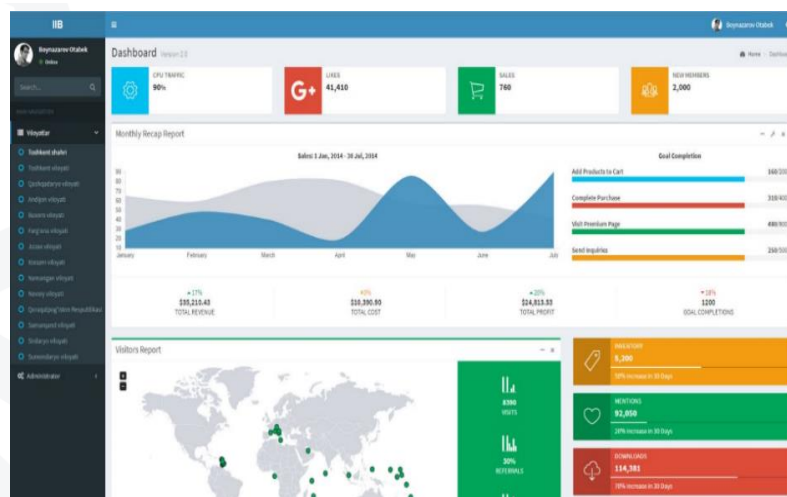 IIB
Boynazarov Otabek
Boynazarov Otabek
Online
Search...
Viloyatlar
Toshkent shahri
Toshkent viloyati
Qashqadaryo viloyati
Andijon viloyati
Buxoro viloyati
Farg'ona viloyati
Jizzax viloyati
Xorazm viloyati
Namangan viloyati
Navoiy viloyati
Samarqand viloyati
Sirdaryo viloyati
Surxondaryo viloyati
Administrator
Dashboard Version 2.0
Home
CPU TRAFFIC
90%
G+
LIKES
41,410
SALES
760
NEW MEMBERS
2,000
Monthly Recap Report
Sales: 1 Jan, 2014 - 30 Jul, 2014
90
80
70
60
50
40
30
20
10
January February March April May June July
Goal Completion
Add Products to Cart
Complete Purchase
Visit Premium Page
Send Inquiries
17%
$35,210.43
TOTAL REVENUE
0%
$10,390.90
TOTAL COST
20%
$24,813.53
TOTAL PROFIT
18%
1200
GOAL COMPLETIONS
Visitors Report
8390
VISITS
30%
REFERRALS
INVENTORY
5,200
50% Increase in 30 Days
MENTIONS
92,050
20% Increase in 30 Days
DOWNLOADS
114,381
70% Increase in 30 Days